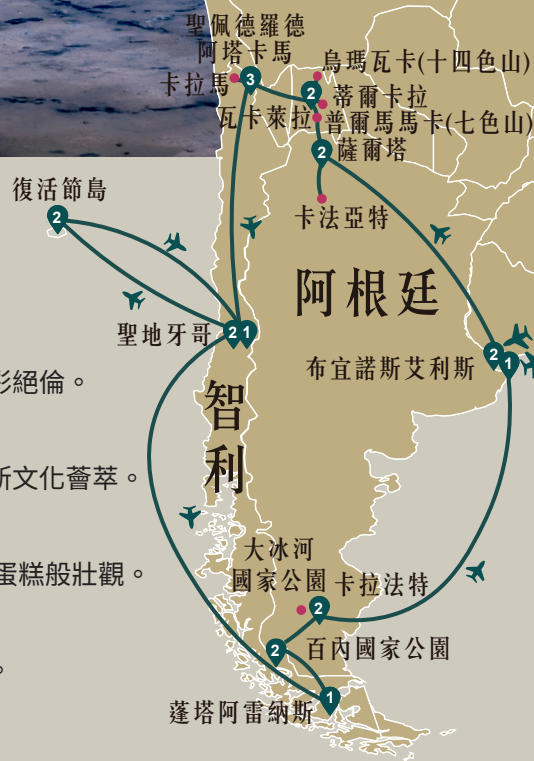 聖佩德羅德
阿塔卡馬
卡拉馬
3
烏瑪瓦卡(十四色山)
2
蒂爾卡拉
瓦卡萊拉
普爾馬馬卡(七色山)
2
薩爾塔
卡法亞特
復活節島
2
阿根廷
聖地牙哥
2 1
布宜諾斯艾利斯
2 1
彩絕倫。
智利
所文化薈萃。
蛋糕般壯觀。
大冰河
國家公園
卡拉法特
2
2
百內國家公園
。
蓬塔阿雷納斯
1